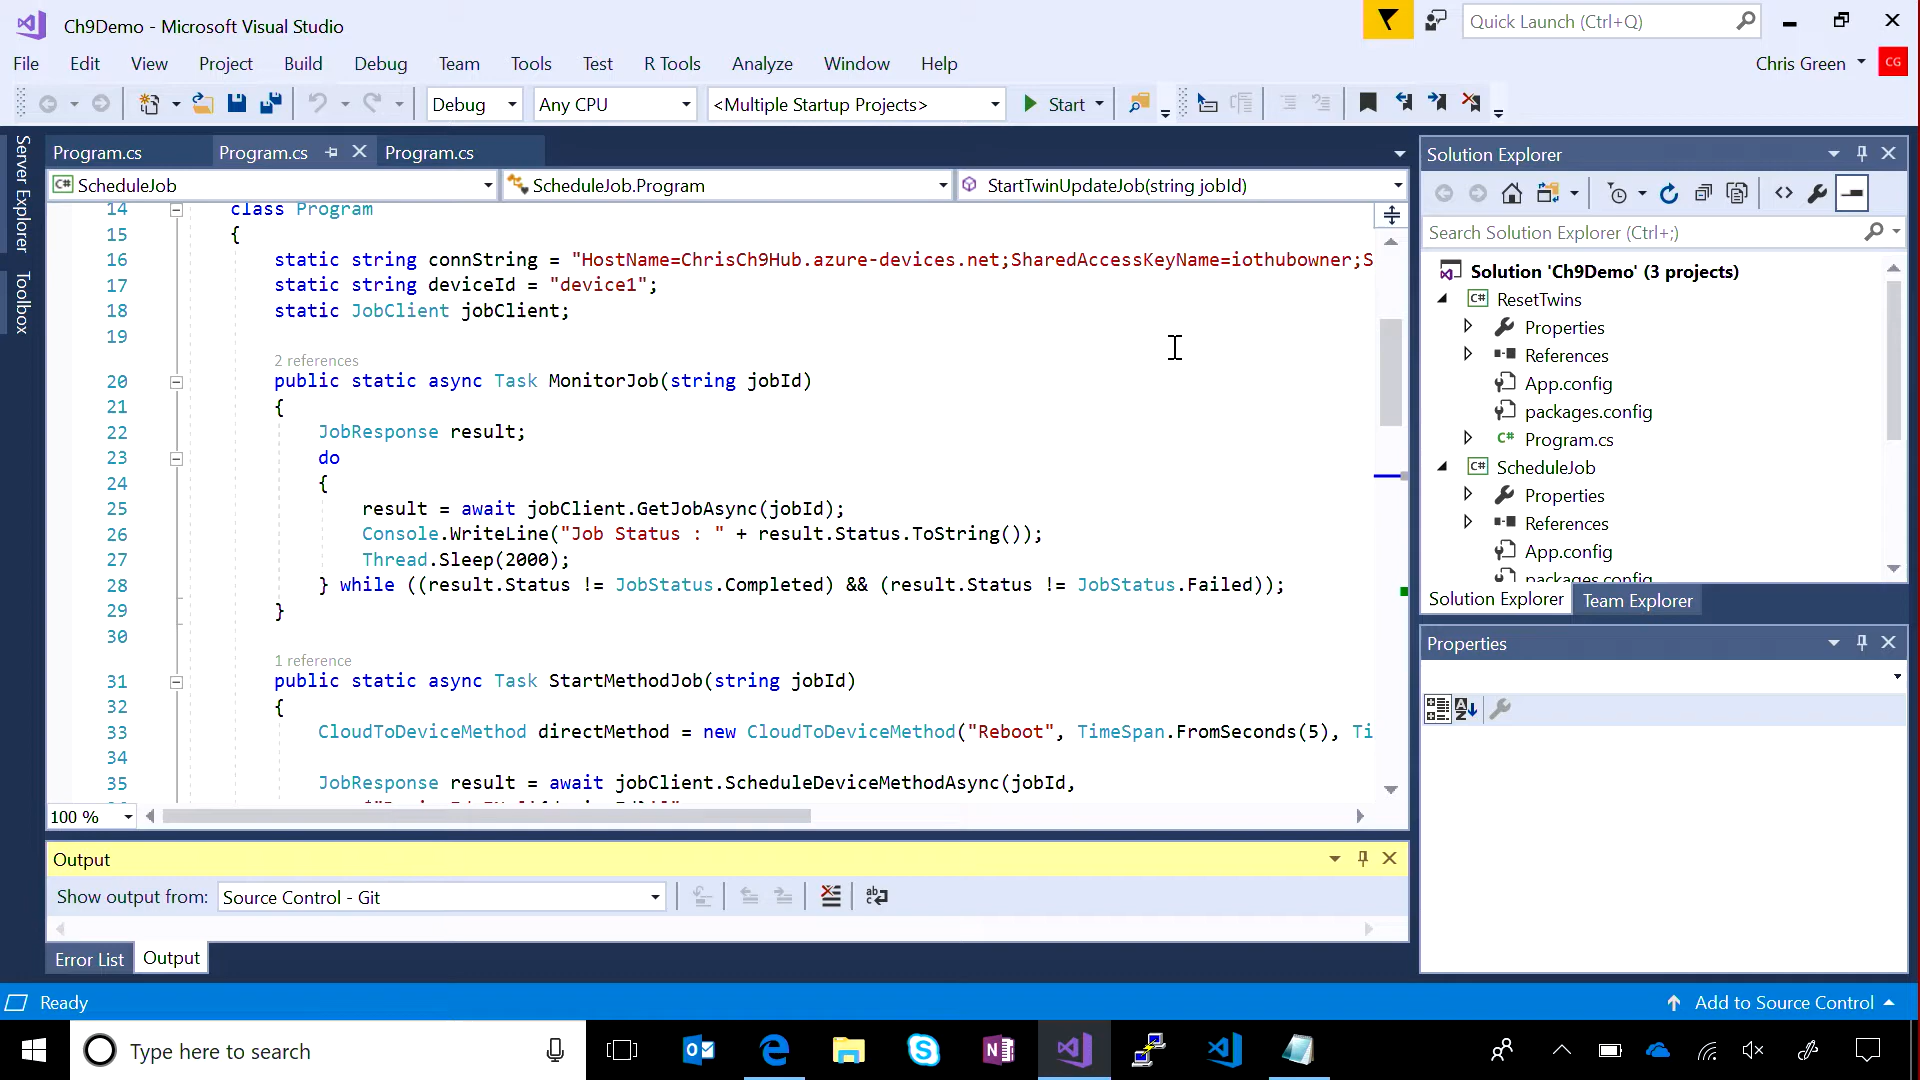 Ch9Demo - Microsoft Visual Studio
Quick Launch (Ctrl+Q)
File Edit View Project Build Debug Team Tools Test R Tools Analyze Window Help
Chris Green CG
Debug Any CPU <Multiple Startup Projects> Start
Server Explorer
Toolbox
Program.cs Program.cs Program.cs
ScheduleJob ScheduleJob.Program StartTwinUpdateJob(string jobId)
14 class Program
15 {
16 static string connString = "HostName=ChrisCh9Hub.azure-devices.net;SharedAccessKeyName=iothubowner;S
17 static string deviceId = "device1";
18 static JobClient jobClient;
19
2 references
20 public static async Task MonitorJob(string jobId)
21 {
22 JobResponse result;
23 do
24 {
25 result = await jobClient.GetJobAsync(jobId);
26 Console.WriteLine("Job Status : " + result.Status.ToString());
27 Thread.Sleep(2000);
28 } while ((result.Status != JobStatus.Completed) && (result.Status != JobStatus.Failed));
29 }
30
1 reference
31 public static async Task StartMethodJob(string jobId)
32 {
33 CloudToDeviceMethod directMethod = new CloudToDeviceMethod("Reboot", TimeSpan.FromSeconds(5), Ti
34
35 JobResponse result = await jobClient.ScheduleDeviceMethodAsync(jobId,
100 %
Output
Show output from: Source Control - Git
Error List Output
Solution Explorer
Search Solution Explorer (Ctrl+;)
Solution 'Ch9Demo' (3 projects)
C# ResetTwins
Properties
References
App.config
packages.config
C# Program.cs
C# ScheduleJob
Properties
References
App.config
packages.config
Solution Explorer Team Explorer
Properties
Ready
Add to Source Control
Type here to search